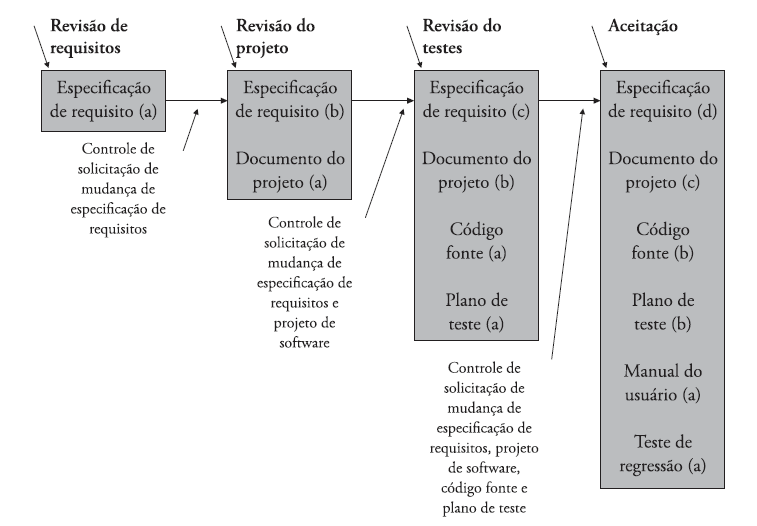 Revisão de
requisitos
Especificação
de requisito (a)
Controle de
solicitação de
mudança de
especificação de
requisitos
Revisão do
projeto
Especificação
de requisito (b)
Documento do
projeto (a)
Controle de
solicitação de
mudança de
especificação de
requisitos e
projeto de
software
Revisão do
testes
Especificação
de requisito (c)
Documento do
projeto (b)
Código
fonte (a)
Plano de
teste (a)
Controle de
solicitação de
mudança de
especificação de
requisitos, projeto
de software,
código fonte e
plano de teste
Aceitação
Especificação
de requisito (d)
Documento do
projeto (c)
Código
fonte (b)
Plano de
teste (b)
Manual do
usuário (a)
Teste de
regressão (a)